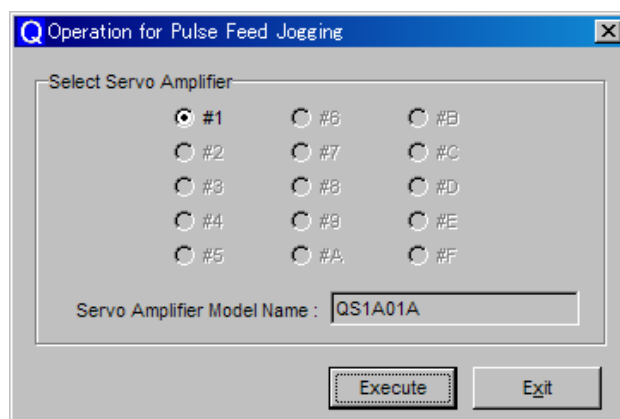 Q Operation for Pulse Feed Jogging
Select Servo Amplifier
#1 #6 #B
#2 #7 #C
#3 #8 #D
#4 #9 #E
#5 #A #F
Servo Amplifier Model Name : QS1A01A
Execute Exit